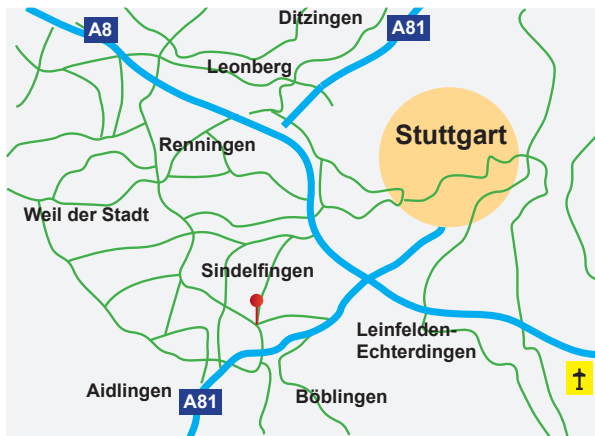 Ditzingen
A8
A81
Leonberg
Stuttgart
Renningen
Weil der Stadt
Sindelfingen
Leinfelden-
Echterdingen
Aidlingen
A81
Böblingen